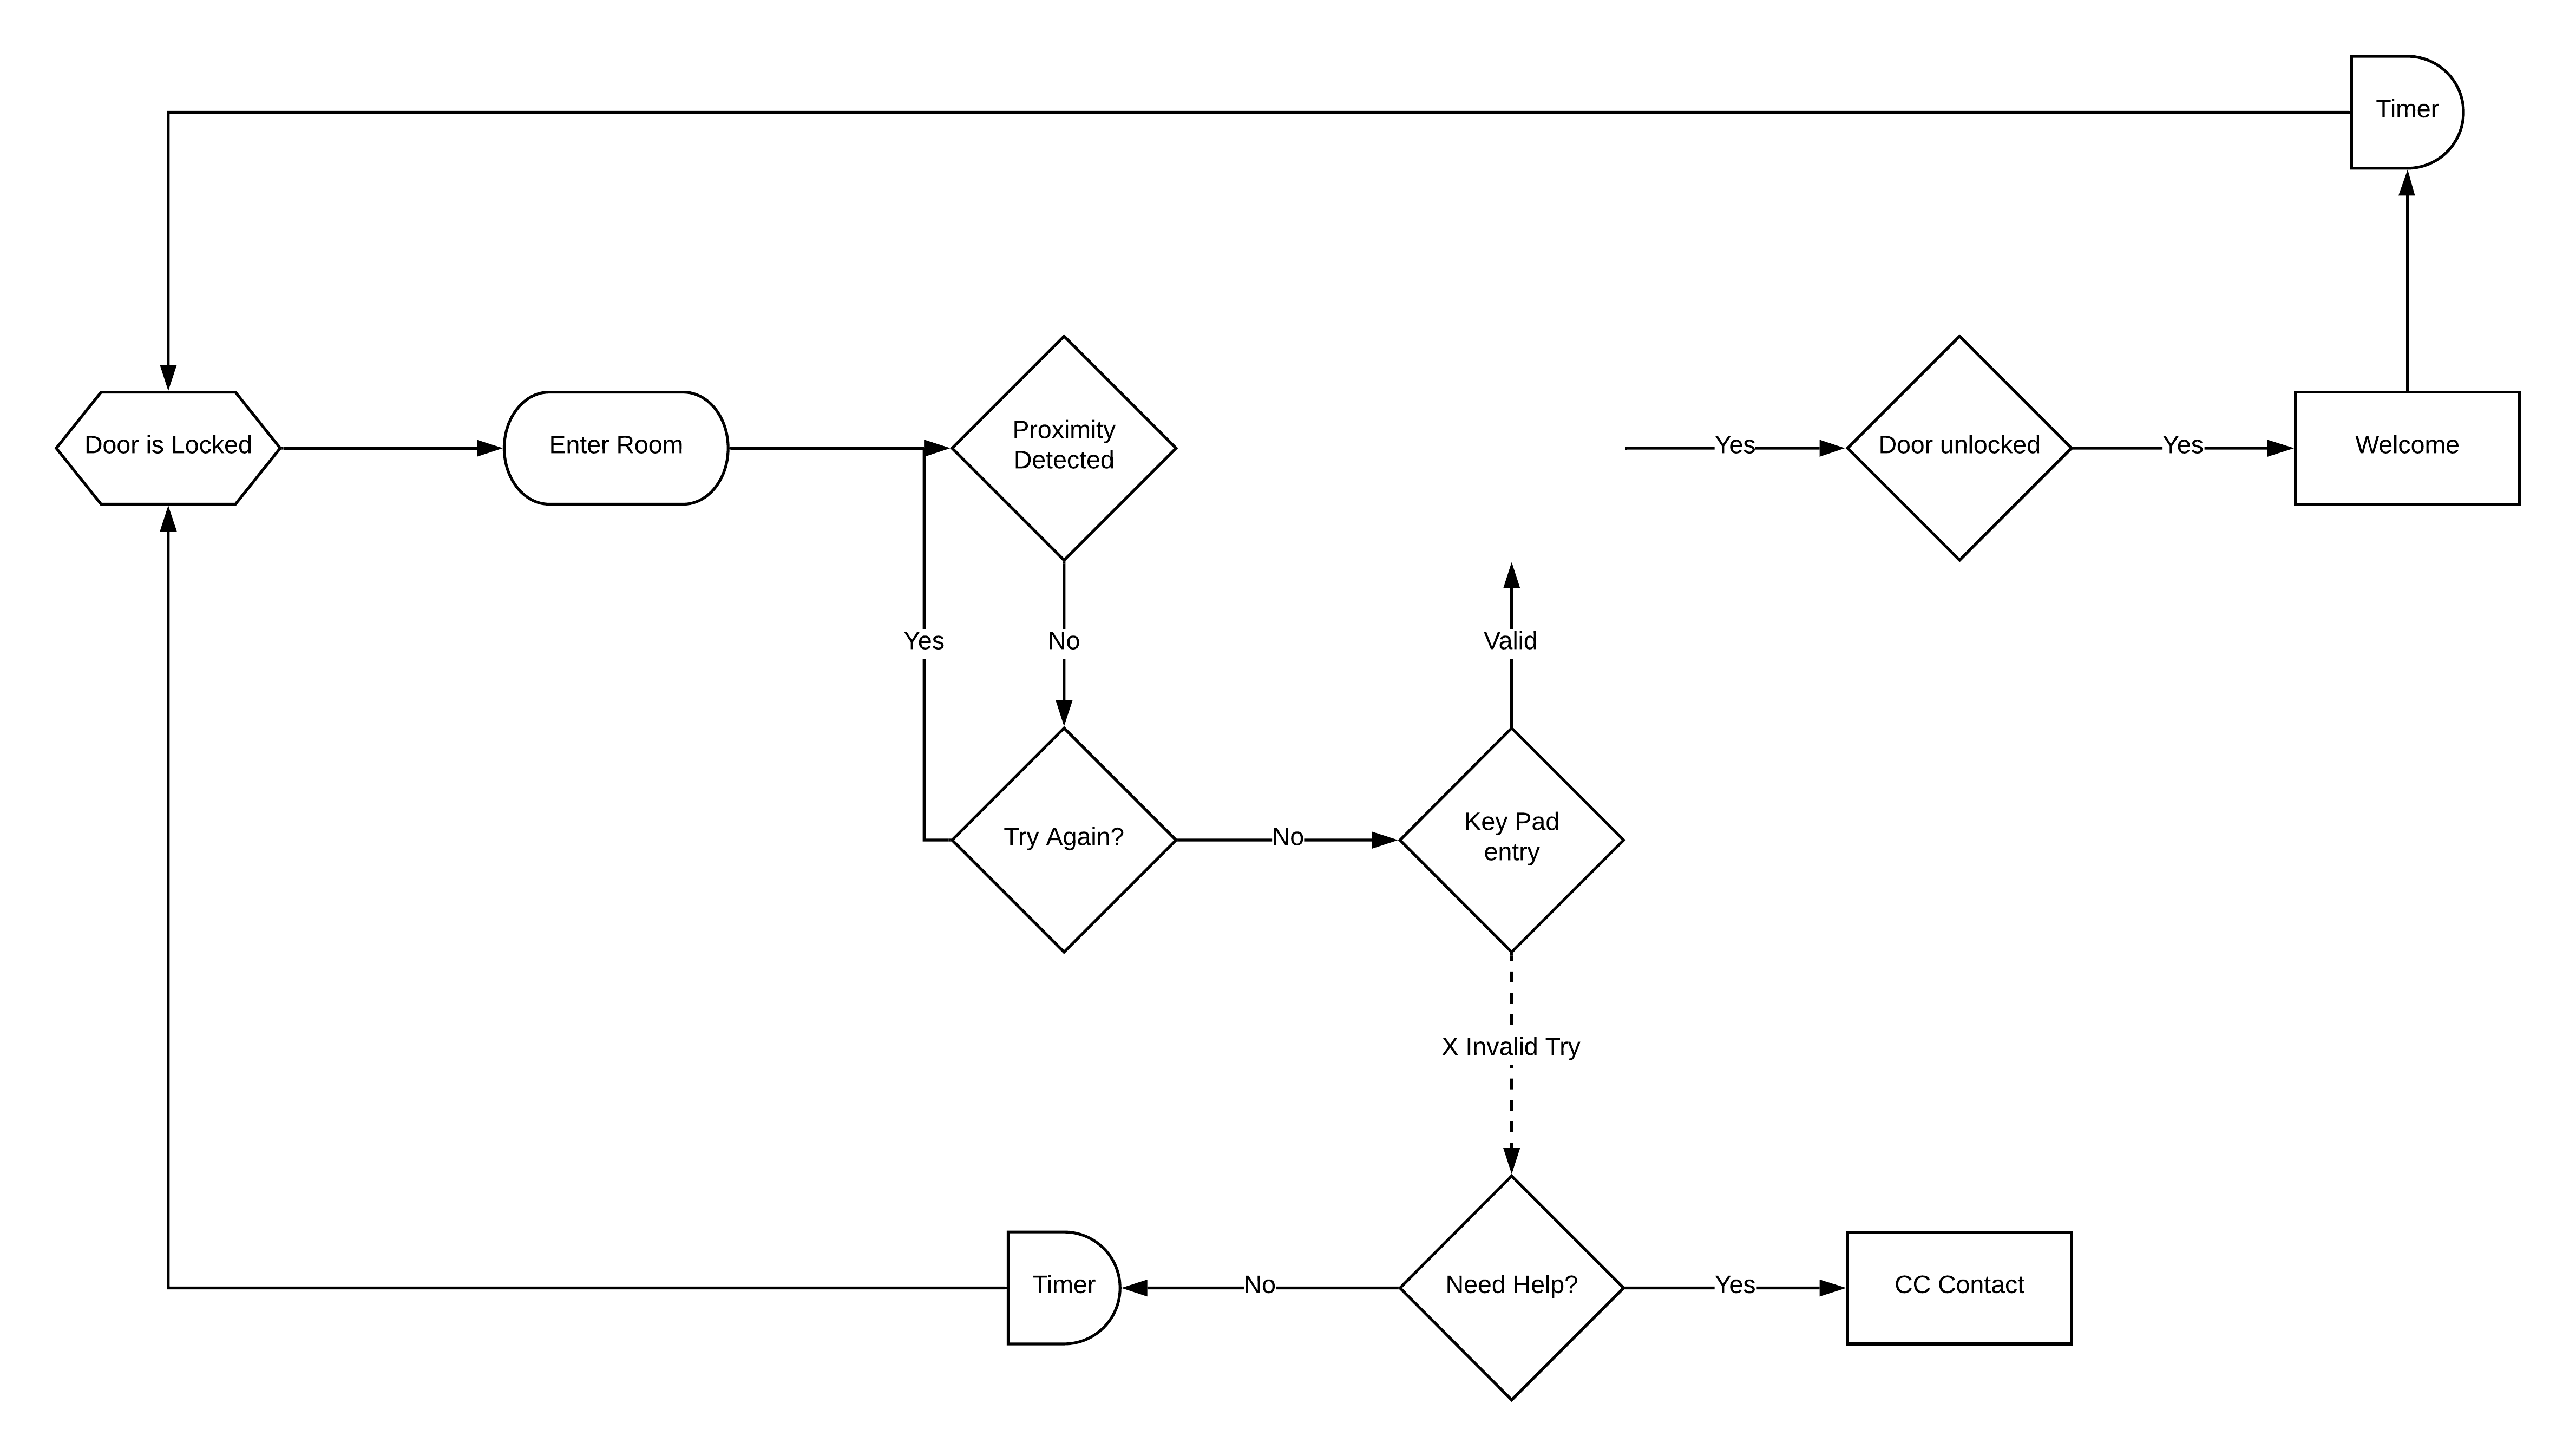 Timer
Door is Locked
Enter Room
Proximity
Detected
Yes
Door unlocked
Yes
Welcome
Yes
No
Valid
Try Again?
No
Key Pad
entry
X Invalid Try
Timer
No
Need Help?
Yes
CC Contact